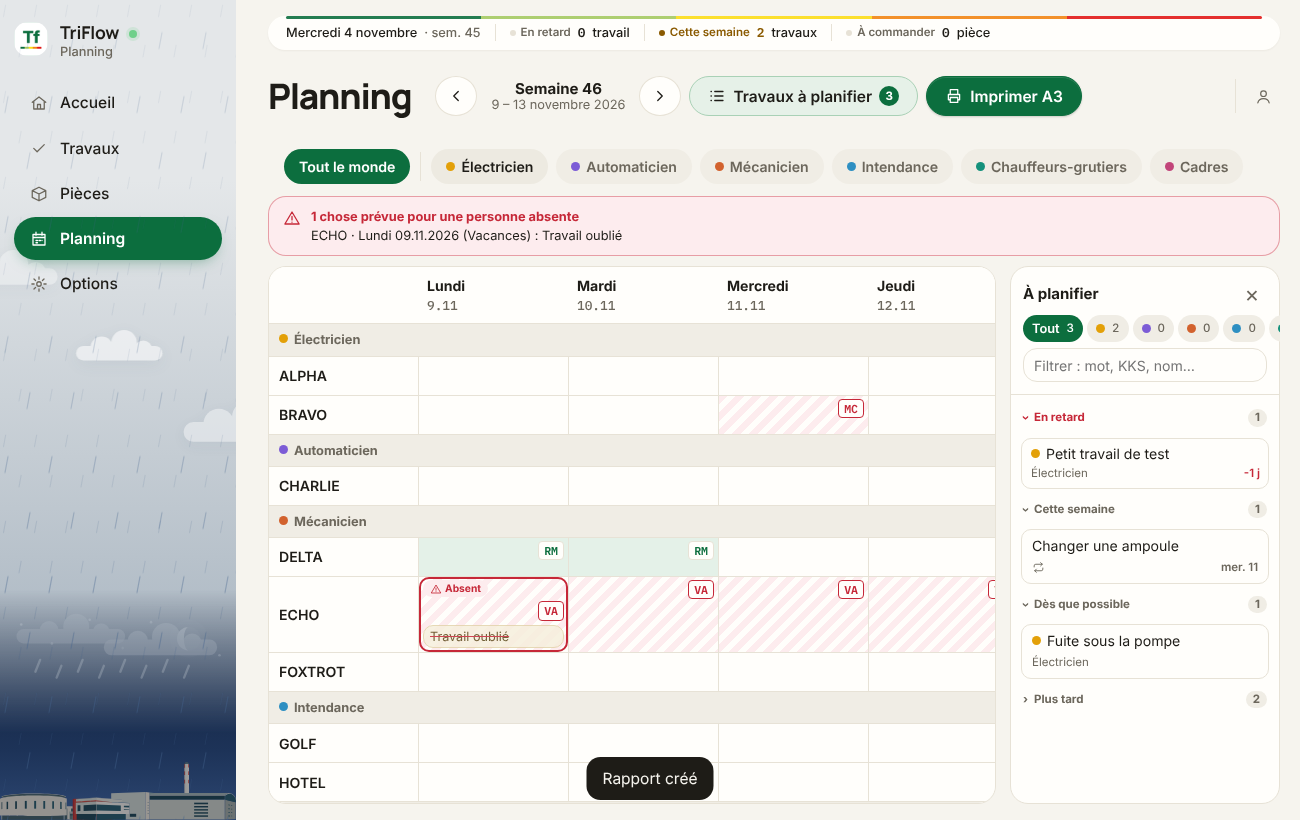 Tf
TriFlow
Planning
Accueil
Travaux
Pièces
Planning
Options
Mercredi 4 novembre · sem. 45
En retard 0 travail
Cette semaine 2 travaux
À commander 0 pièce
Planning
Semaine 46
9 – 13 novembre 2026
Travaux à planifier 3
Imprimer A3
Tout le monde
Électricien
Automaticien
Mécanicien
Intendance
Chauffeurs-grutiers
Cadres
1 chose prévue pour une personne absente
ECHO · Lundi 09.11.2026 (Vacances) : Travail oublié
Lundi
9.11
Mardi
10.11
Mercredi
11.11
Jeudi
12.11
Électricien
ALPHA
BRAVO
MC
Automaticien
CHARLIE
Mécanicien
DELTA
RM
RM
ECHO
Absent
VA
Travail oublié
VA
VA
FOXTROT
Intendance
GOLF
HOTEL
Rapport créé
À planifier
Tout 3
2
0
0
0
Filtrer : mot, KKS, nom...
En retard 1
Petit travail de test
Électricien -1 j
Cette semaine 1
Changer une ampoule
mer. 11
Dès que possible 1
Fuite sous la pompe
Électricien
Plus tard 2